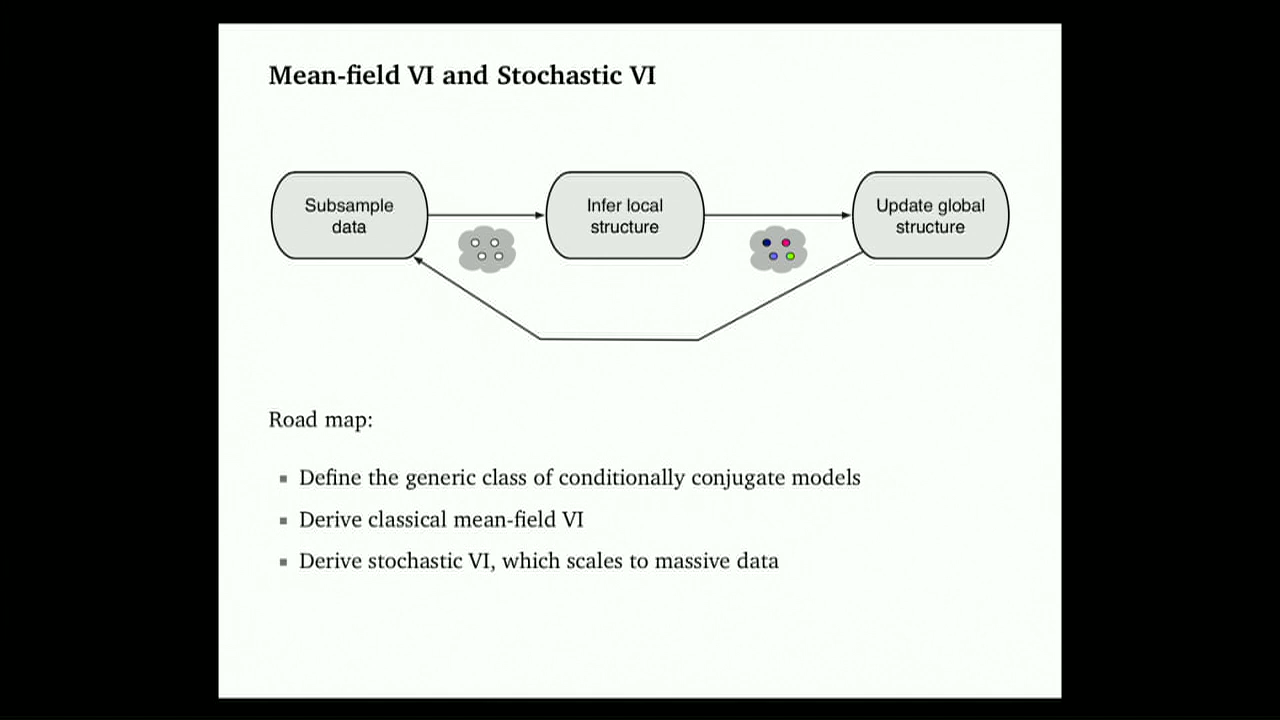 Mean-field VI and Stochastic VI
Subsample
data
Infer local
structure
Update global
structure
Road map:
Define the generic class of conditionally conjugate models
Derive classical mean-field VI
Derive stochastic VI, which scales to massive data